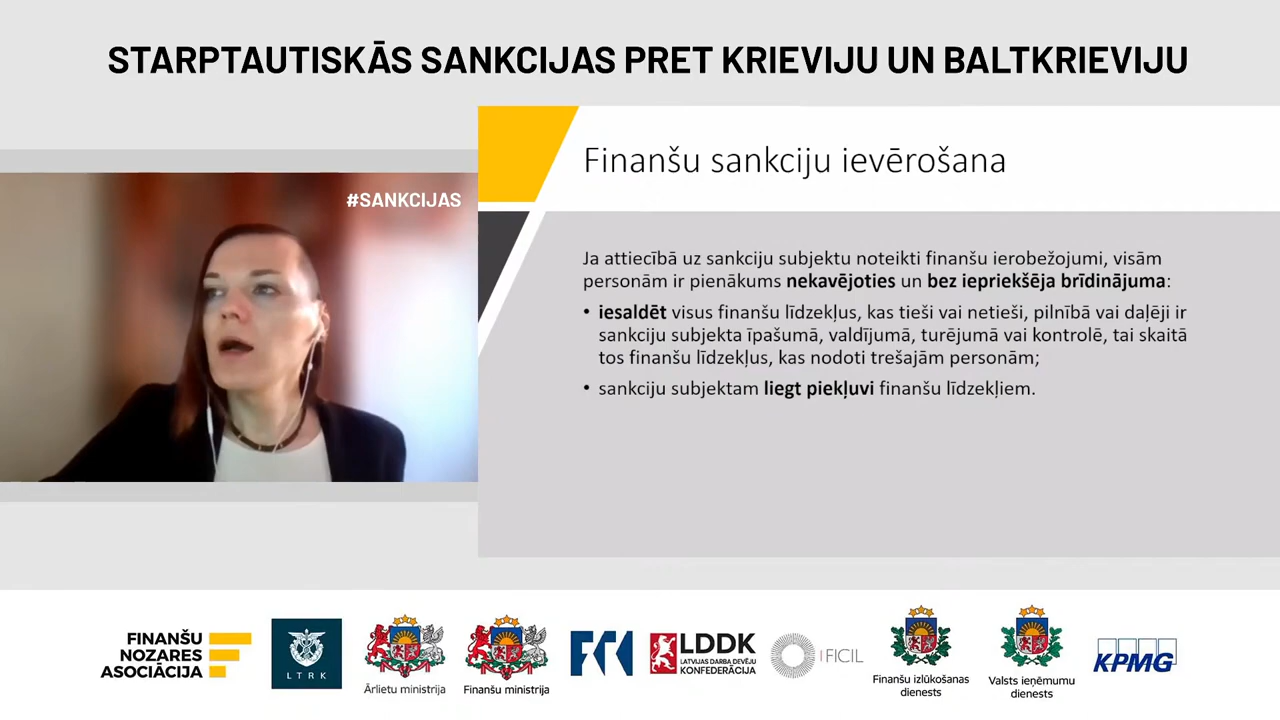 STARPTAUTISKĀS SANKCIJAS PRET KRIEVIJU UN BALTKRIEVIJU
#SANKCIJAS
Finanšu sankciju ievērošana
Ja attiecībā uz sankciju subjektu noteikti finanšu ierobežojumi, visām
personām ir pienākums nekavējoties un bez iepriekšēja brīdinājuma:
• iesaldēt visus finanšu līdzekļus, kas tieši vai netieši, pilnībā vai daļēji ir
sankciju subjekta īpašumā, valdījumā, turējumā vai kontrolē, tai skaitā
tos finanšu līdzekļus, kas nodoti trešajām personām;
• sankciju subjektam liegt piekļuvi finanšu līdzekļiem.
FINANŠU
NOZARES
ASOCIĀCIJA
LTRK
Ārlietu ministrija
Finanšu ministrija
LDDK
LATVIJAS DARBA DEVĒJU
KONFEDERĀCIJA
FICIL
Finanšu izlūkošanas
dienests
Valsts ieņēmumu
dienests
KPMG